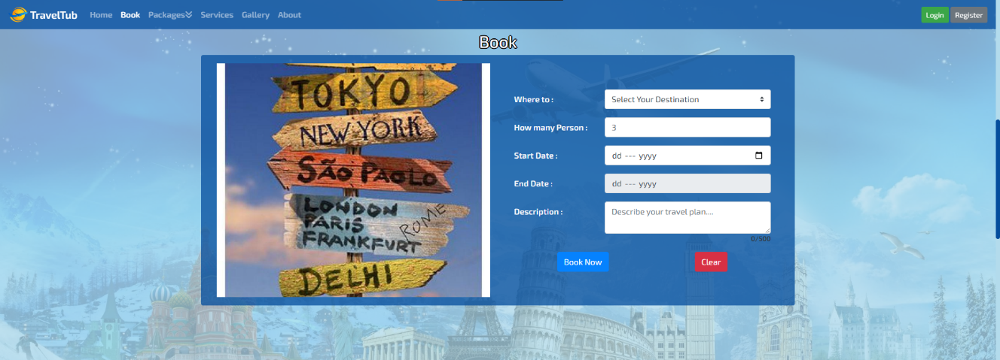 TravelTub Home Book Packages Services Gallery About Login Register
Book
TOKYO
NEW YORK
SÃO PAOLO
LONDON
PARIS
ROME
FRANKFURT
DELHI
Where to : Select Your Destination
How many Person : 3
Start Date : dd --- yyyy
End Date : dd --- yyyy
Description : Describe your travel plan....
0/500
Book Now Clear